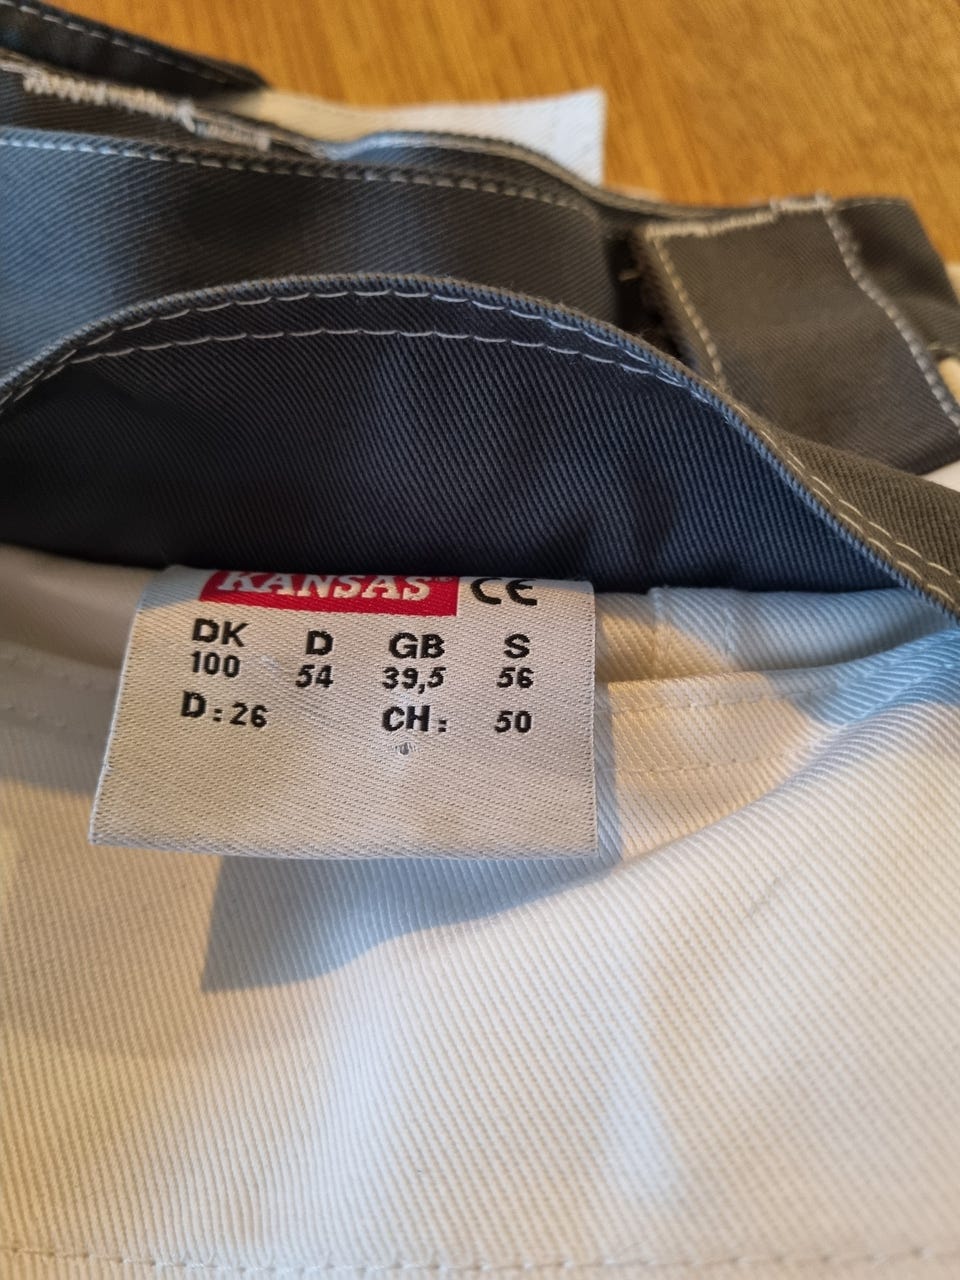 KANSAS® CE
DK D GB S
100 54 39,5 56
D: 26 CH: 50